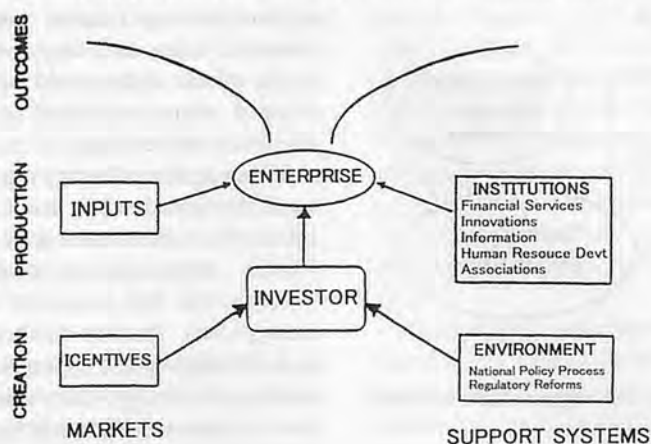 OUTCOMES
PRODUCTION
CREATION
ENTERPRISE
INPUTS
INSTITUTIONS
Financial Services
Innovations
Information
Human Resouce Devt
Associations
INVESTOR
ICENTIVES
ENVIRONMENT
National Policy Process
Regulatory Reforms
MARKETS
SUPPORT SYSTEMS